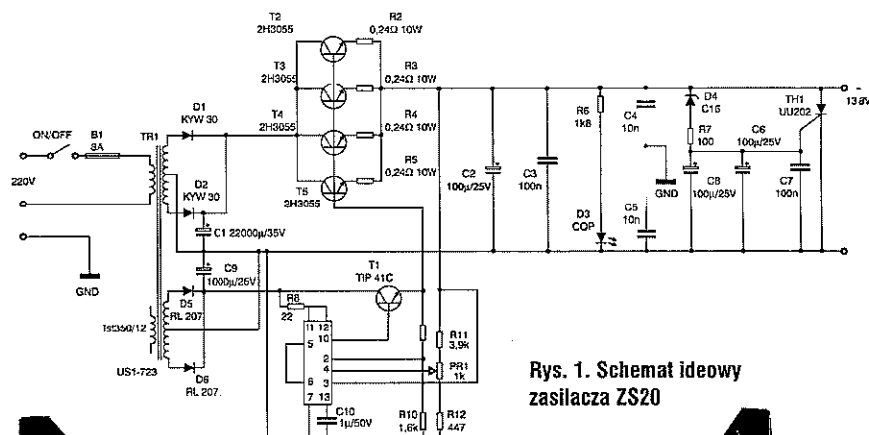 T2
2H3055
R2
0,24Ω 10W
T3
2H3055
R3
0,24Ω 10W
T4
2H3055
R4
0,24Ω 10W
T5
2H3055
R5
0,24Ω 10W
D1
KYW 30
D2
KYW 30
ON/OFF
B1
8A
TR1
220V
GND
C1 22000µ/35V
C9
1000µ/25V
D5
RL 207
D6
RL 207
1st350/12
US1-723
R8
22
T1
TIP 41C
11 12
5 10
2
4
6 3
7 13
C10
1µ/50V
R11
3,9k
PR1
1k
R10
1,6k
R12
447
C2
100µ/25V
C3
100n
R6
1k8
D3
CQP
C4
10n
C5
10n
GND
D4
C16
R7
100
C8
100µ/25V
C6
100µ/25V
C7
100n
TH1
UU202
13,8V
Rys. 1. Schemat ideowy
zasilacza ZS20